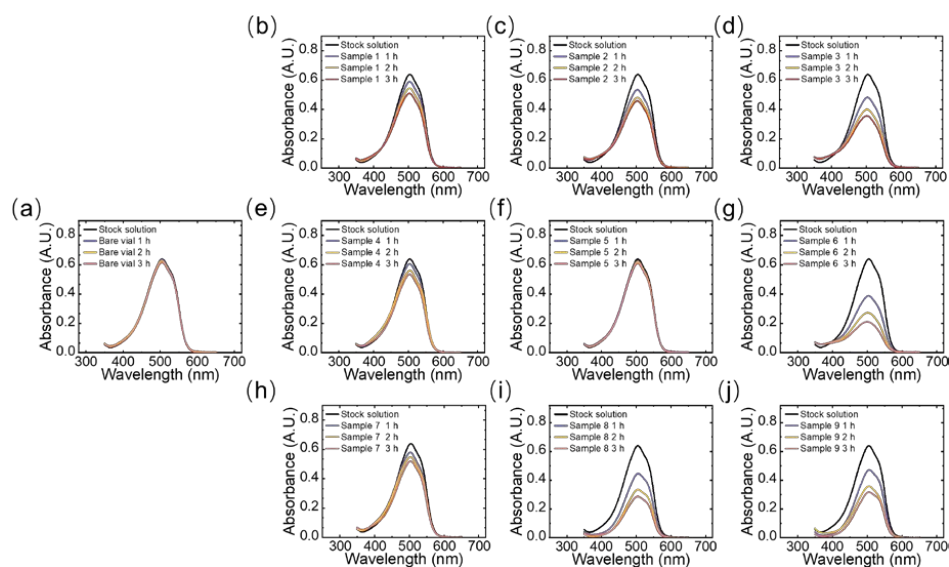 (b)
Absorbance (A.U.)
0.8
0.6
0.4
0.2
0.0
Stock solution
Sample 1 1 h
Sample 1 2 h
Sample 1 3 h
300 400 500 600 700
Wavelength (nm)
(c)
Absorbance (A.U.)
0.8
0.6
0.4
0.2
0.0
Stock solution
Sample 2 1 h
Sample 2 2 h
Sample 2 3 h
300 400 500 600 700
Wavelength (nm)
(d)
Absorbance (A.U.)
0.8
0.6
0.4
0.2
0.0
Stock solution
Sample 3 1 h
Sample 3 2 h
Sample 3 3 h
300 400 500 600 700
Wavelength (nm)
(a)
Absorbance (A.U.)
0.8
0.6
0.4
0.2
0.0
Stock solution
Bare vial 1 h
Bare vial 2 h
Bare vial 3 h
300 400 500 600 700
Wavelength (nm)
(e)
Absorbance (A.U.)
0.8
0.6
0.4
0.2
0.0
Stock solution
Sample 4 1 h
Sample 4 2 h
Sample 4 3 h
300 400 500 600 700
Wavelength (nm)
(f)
Absorbance (A.U.)
0.8
0.6
0.4
0.2
0.0
Stock solution
Sample 5 1 h
Sample 5 2 h
Sample 5 3 h
300 400 500 600 700
Wavelength (nm)
(g)
Absorbance (A.U.)
0.8
0.6
0.4
0.2
0.0
Stock solution
Sample 6 1 h
Sample 6 2 h
Sample 6 3 h
300 400 500 600 700
Wavelength (nm)
(h)
Absorbance (A.U.)
0.8
0.6
0.4
0.2
0.0
Stock solution
Sample 7 1 h
Sample 7 2 h
Sample 7 3 h
300 400 500 600 700
Wavelength (nm)
(i)
Absorbance (A.U.)
0.8
0.6
0.4
0.2
0.0
Stock solution
Sample 8 1 h
Sample 8 2 h
Sample 8 3 h
300 400 500 600 700
Wavelength (nm)
(j)
Absorbance (A.U.)
0.8
0.6
0.4
0.2
0.0
Stock solution
Sample 9 1 h
Sample 9 2 h
Sample 9 3 h
300 400 500 600 700
Wavelength (nm)